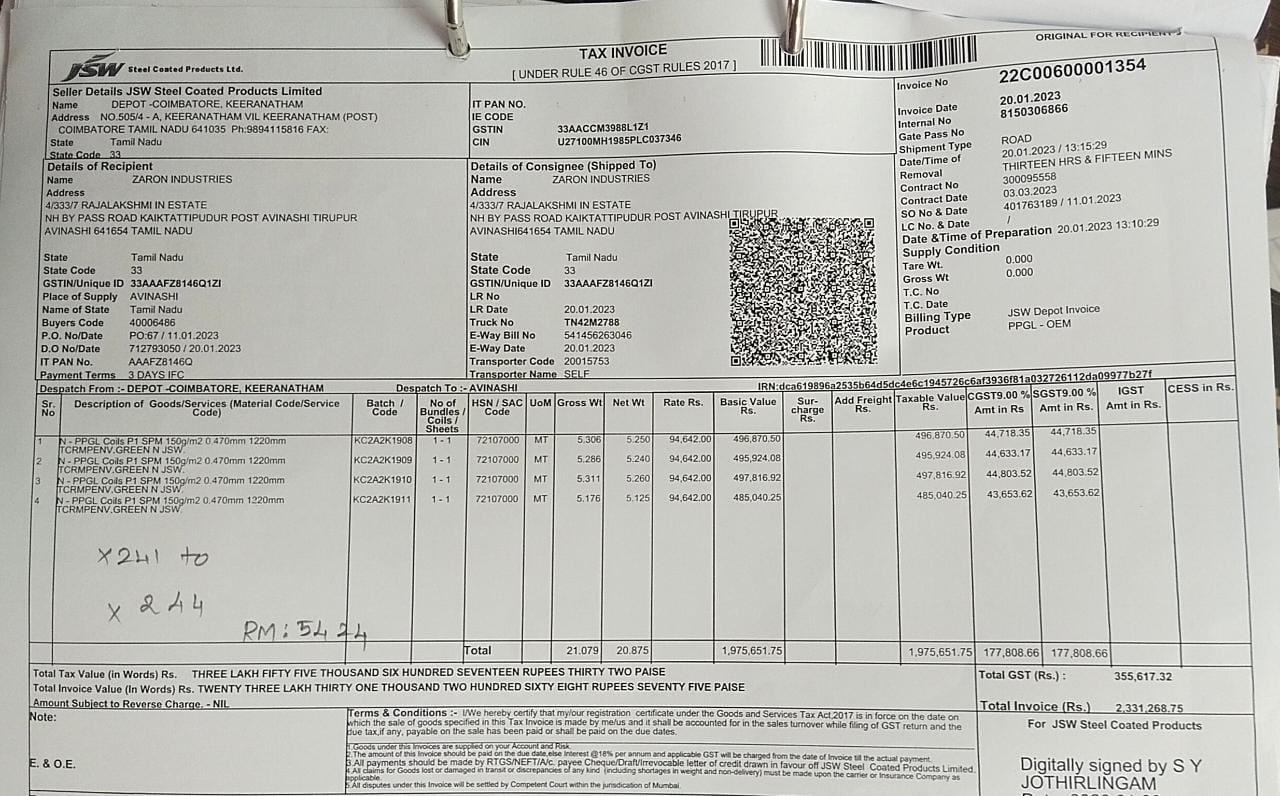 JSW Steel Coated Products Ltd.
TAX INVOICE
[ UNDER RULE 46 OF CGST RULES 2017 ]
ORIGINAL FOR RECIPIENT
Seller Details JSW Steel Coated Products Limited
Name DEPOT -COIMBATORE, KEERANATHAM
Address NO.505/4 - A, KEERANATHAM VIL KEERANATHAM (POST)
COIMBATORE TAMIL NADU 641035 Ph:9894115816 FAX:
State Tamil Nadu
State Code 33
IT PAN NO.
IE CODE
GSTIN 33AACCM3988L1Z1
CIN U27100MH1985PLC037346
Invoice No 22C00600001354
Invoice Date 20.01.2023
Internal No 8150306866
Gate Pass No
Shipment Type ROAD
Date/Time of 20.01.2023 / 13:15:29
Removal THIRTEEN HRS & FIFTEEN MINS
Contract No 300095558
Contract Date 03.03.2023
SO No & Date 401763189 / 11.01.2023
LC No. & Date /
Date &Time of Preparation 20.01.2023 13:10:29
Supply Condition
Tare Wt. 0.000
Gross Wt 0.000
T.C. No
T.C. Date
Billing Type JSW Depot Invoice
Product PPGL - OEM
Details of Recipient
Name ZARON INDUSTRIES
Address
4/333/7 RAJALAKSHMI IN ESTATE
NH BY PASS ROAD KAIKTATTIPUDUR POST AVINASHI TIRUPUR
AVINASHI 641654 TAMIL NADU
State Tamil Nadu
State Code 33
GSTIN/Unique ID 33AAAFZ8146Q1ZI
Place of Supply AVINASHI
Name of State Tamil Nadu
Buyers Code 40006486
P.O. No/Date PO:67 / 11.01.2023
D.O No/Date 712793050 / 20.01.2023
IT PAN No. AAAFZ8146Q
Payment Terms 3 DAYS IFC
Details of Consignee (Shipped To)
Name ZARON INDUSTRIES
Address
4/333/7 RAJALAKSHMI IN ESTATE
NH BY PASS ROAD KAIKTATTIPUDUR POST AVINASHI TIRUPUR
AVINASHI641654 TAMIL NADU
State Tamil Nadu
State Code 33
GSTIN/Unique ID 33AAAFZ8146Q1ZI
LR No
LR Date 20.01.2023
Truck No TN42M2788
E-Way Bill No 541456263046
E-Way Date 20.01.2023
Transporter Code 20015753
Transporter Name SELF
Despatch From :- DEPOT -COIMBATORE, KEERANATHAM Despatch To :- AVINASHI IRN:dca619896a2535b64d5dc4e6c1945726c6af3936f81a032726112da09977b27f
Sr. No Description of Goods/Services (Material Code/Service Code) Batch / Code No of Bundles / Coils / Sheets HSN / SAC Code UoM Gross Wt Net Wt Rate Rs. Basic Value Rs. Sur-charge Rs. Add Freight Rs. Taxable Value Rs. CGST9.00 % Amt in Rs SGST9.00 % Amt in Rs. IGST Amt in Rs. CESS in Rs.
1 N - PPGL Coils P1 SPM 150g/m2 0.470mm 1220mm KC2A2K1908 1 - 1 72107000 MT 5.306 5.250 94,642.00 496,870.50 496,870.50 44,718.35 44,718.35
TCRMPENV.GREEN N JSW.
2 N - PPGL Coils P1 SPM 150g/m2 0.470mm 1220mm KC2A2K1909 1 - 1 72107000 MT 5.286 5.240 94,642.00 495,924.08 495,924.08 44,633.17 44,633.17
TCRMPENV.GREEN N JSW.
3 N - PPGL Coils P1 SPM 150g/m2 0.470mm 1220mm KC2A2K1910 1 - 1 72107000 MT 5.311 5.260 94,642.00 497,816.92 497,816.92 44,803.52 44,803.52
TCRMPENV.GREEN N JSW.
4 N - PPGL Coils P1 SPM 150g/m2 0.470mm 1220mm KC2A2K1911 1 - 1 72107000 MT 5.176 5.125 94,642.00 485,040.25 485,040.25 43,653.62 43,653.62
TCRMPENV.GREEN N JSW.
X241 to
X 244
RM: 5424
Total 21.079 20.875 1,975,651.75 1,975,651.75 177,808.66 177,808.66
Total Tax Value (in Words) Rs. THREE LAKH FIFTY FIVE THOUSAND SIX HUNDRED SEVENTEEN RUPEES THIRTY TWO PAISE
Total GST (Rs.) : 355,617.32
Total Invoice Value (In Words) Rs. TWENTY THREE LAKH THIRTY ONE THOUSAND TWO HUNDRED SIXTY EIGHT RUPEES SEVENTY FIVE PAISE
Amount Subject to Reverse Charge. - NIL
Total Invoice (Rs.) 2,331,268.75
Note:
E. & O.E.
Terms & Conditions :- I/We hereby certify that my/our registration certificate under the Goods and Services Tax Act,2017 is in force on the date on
which the sale of goods specified in this Tax Invoice is made by me/us and it shall be accounted for in the sales turnover while filing of GST return and the
due tax,if any, payable on the sale has been paid or shall be paid on the due dates.
1.Goods under this Invoices are supplied on your Account and Risk.
2.The amount of this Invoice should be paid on the due date,else Interest @18% per annum and applicable GST will be charged from the date of Invoice till the actual payment.
3.All payments should be made by RTGS/NEFT/A/c. payee Cheque/Draft/Irrevocable letter of credit drawn in favour off JSW Steel Coated Products Limited.
4.All claims for Goods lost or damaged in transit or discrepancies of any kind (including shortages in weight and non-delivery) must be made upon the carrier or Insurance Company as
applicable.
5.All disputes under this Invoice will be settled by Competent Court within the jurisdication of Mumbai.
For JSW Steel Coated Products
Digitally signed by S Y
JOTHIRLINGAM